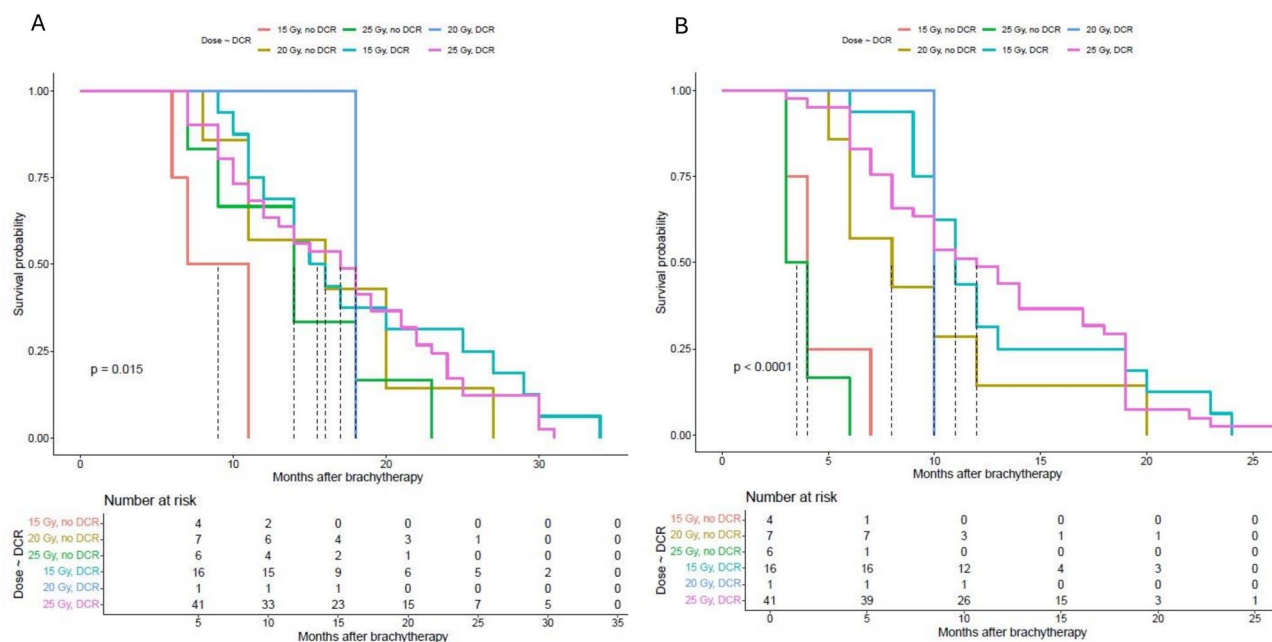 A
Dose ~ DCR
15 Gy, no DCR 25 Gy, no DCR 20 Gy, DCR
20 Gy, no DCR 15 Gy, DCR 25 Gy, DCR
Survival probability
1.00
0.75
0.50
0.25
0.00
p = 0.015
0 10 20 30
Months after brachytherapy
Number at risk
Dose ~ DCR
15 Gy, no DCR 4 2 0 0 0 0 0
20 Gy, no DCR 7 6 4 3 1 0 0
25 Gy, no DCR 6 4 2 1 0 0 0
15 Gy, DCR 16 15 9 6 5 2 0
20 Gy, DCR 1 1 1 0 0 0 0
25 Gy, DCR 41 33 23 15 7 5 0
5 10 15 20 25 30 35
Months after brachytherapy
B
Dose ~ DCR
15 Gy, no DCR 25 Gy, no DCR 20 Gy, DCR
20 Gy, no DCR 15 Gy, DCR 25 Gy, DCR
Survival probability
1.00
0.75
0.50
0.25
0.00
p < 0.0001
0 5 10 15 20 25
Months after brachytherapy
Number at risk
Dose ~ DCR
15 Gy, no DCR 4 1 0 0 0 0
20 Gy, no DCR 7 7 3 1 1 0
25 Gy, no DCR 6 1 0 0 0 0
15 Gy, DCR 16 16 12 4 3 0
20 Gy, DCR 1 1 1 0 0 0
25 Gy, DCR 41 39 26 15 3 1
0 5 10 15 20 25
Months after brachytherapy